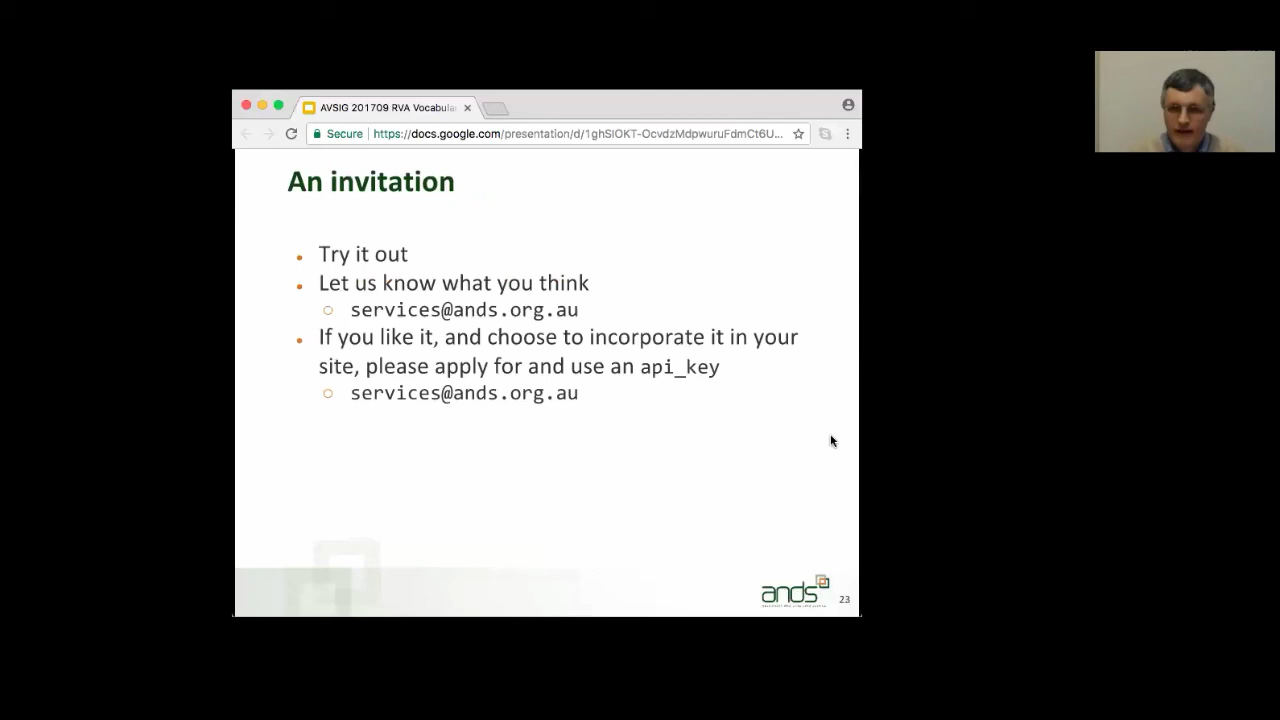 AVSIG 201709 RVA Vocabula
Secure
https://docs.google.com/presentation/d/1ghSlOKT-OcvdzMdpwuruFdmCt6U...
An invitation
Try it out
Let us know what you think
services@ands.org.au
If you like it, and choose to incorporate it in your
site, please apply for and use an api_key
services@ands.org.au
ands
23